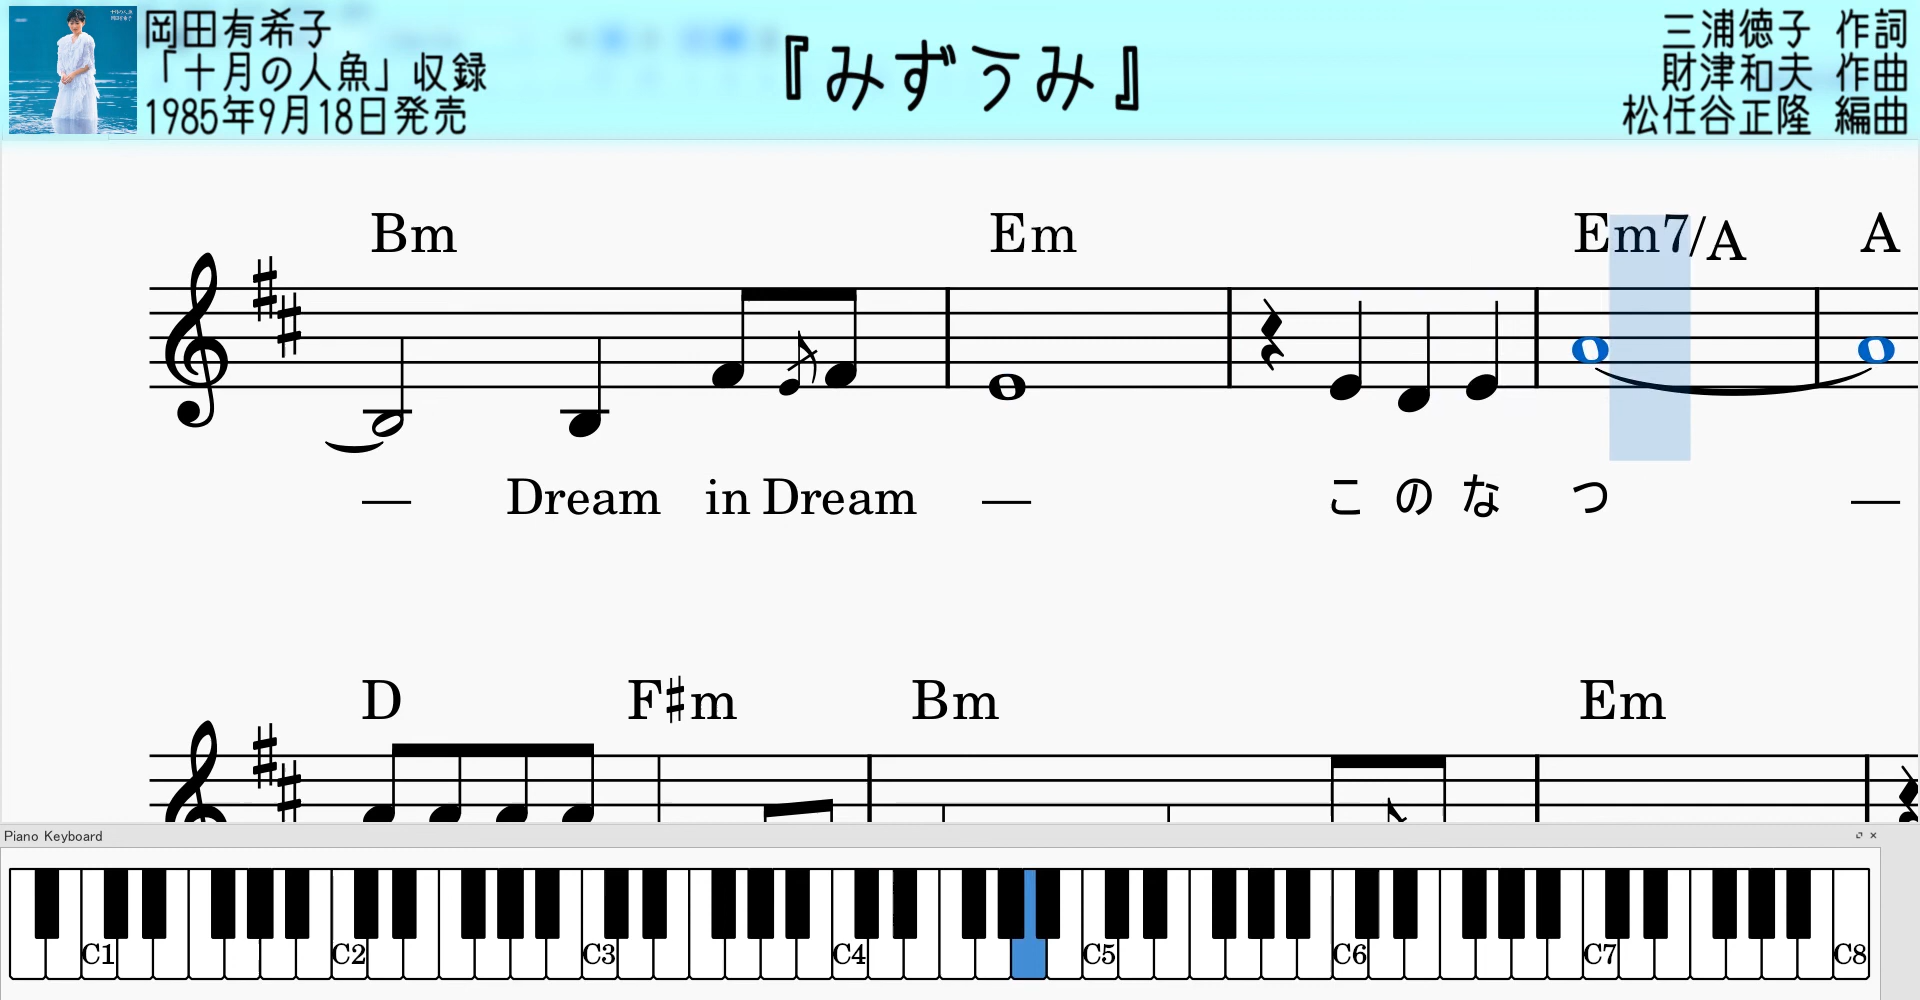 岡田有希子
「十月の人魚」収録
1985年9月18日発売
『みずうみ』
三浦徳子 作詞
財津和夫 作曲
松任谷正隆 編曲
Bm Em Em7/A A
— Dream in Dream — こ の な つ —
D F♯m Bm Em
Piano Keyboard
C1 C2 C3 C4 C5 C6 C7 C8